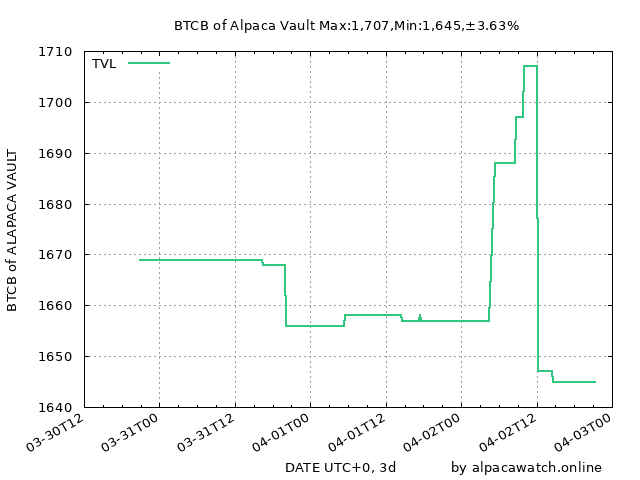 BTCB of Alpaca Vault Max:1,707,Min:1,645,±3.63%
TVL
BTCB of ALAPACA VAULT
1710
1700
1690
1680
1670
1660
1650
1640
03-30T12
03-31T00
03-31T12
04-01T00
04-01T12
04-02T00
04-02T12
04-03T00
DATE UTC+0, 3d
by alpacawatch.online